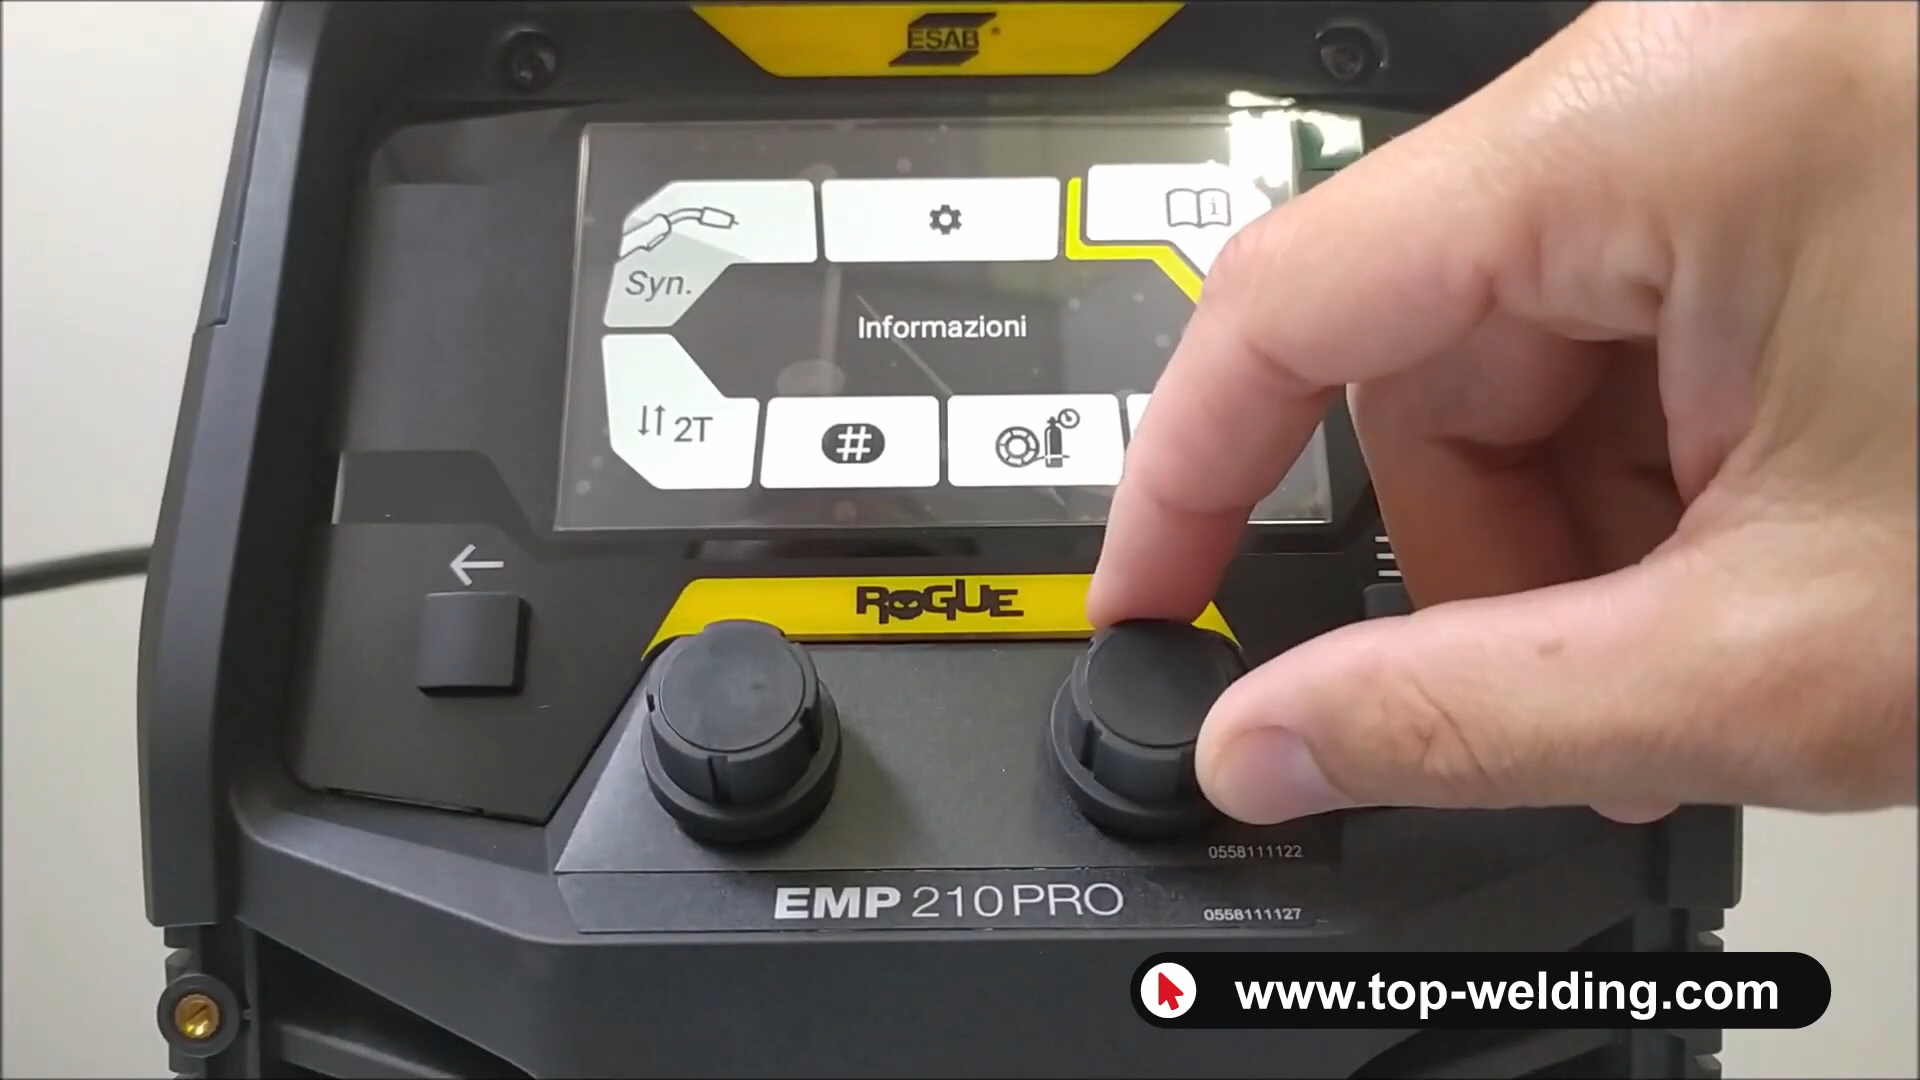 ESAB
Syn.
Informazioni
2T
#
ROGUE
0558111122
EMP 210 PRO
0558111127
www.top-welding.com